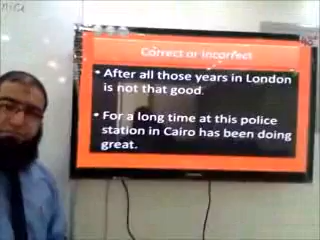 Correct or Incorrect
• After all those years in London
is not that good.
• For a long time at this police
station in Cairo has been doing
great.